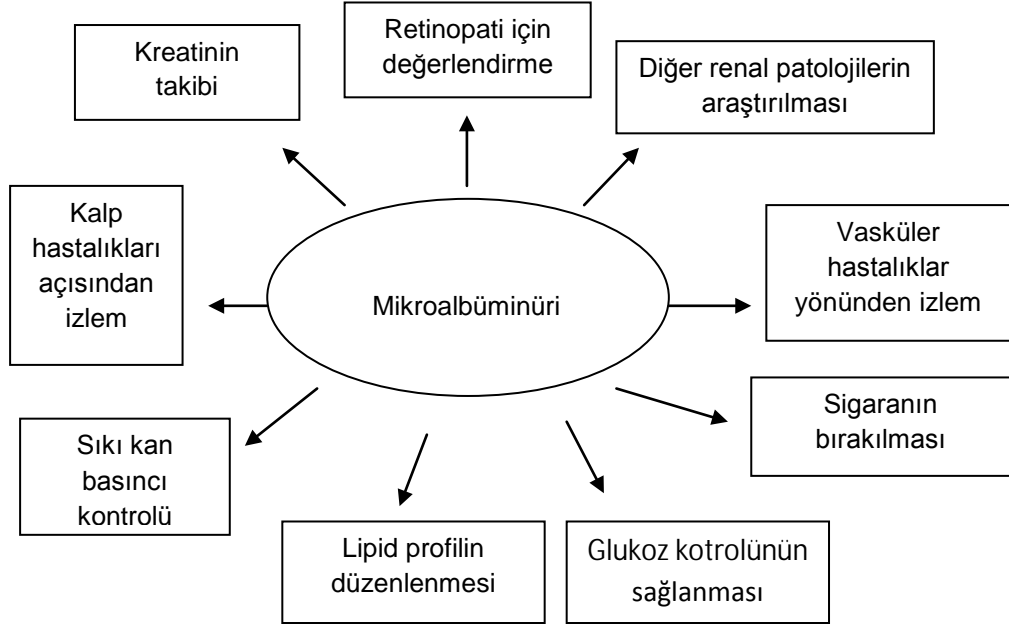 Kreatinin
takibi
Retinopati için
değerlendirme
Diğer renal patolojilerin
araştırılması
Kalp
hastalıkları
açısından
izlem
Mikroalbüminüri
Vasküler
hastalıklar
yönünden izlem
Sıkı kan
basıncı
kontrolü
Sigaranın
bırakılması
Lipid profilin
düzenlenmesi
Glukoz kotrolünün
sağlanması